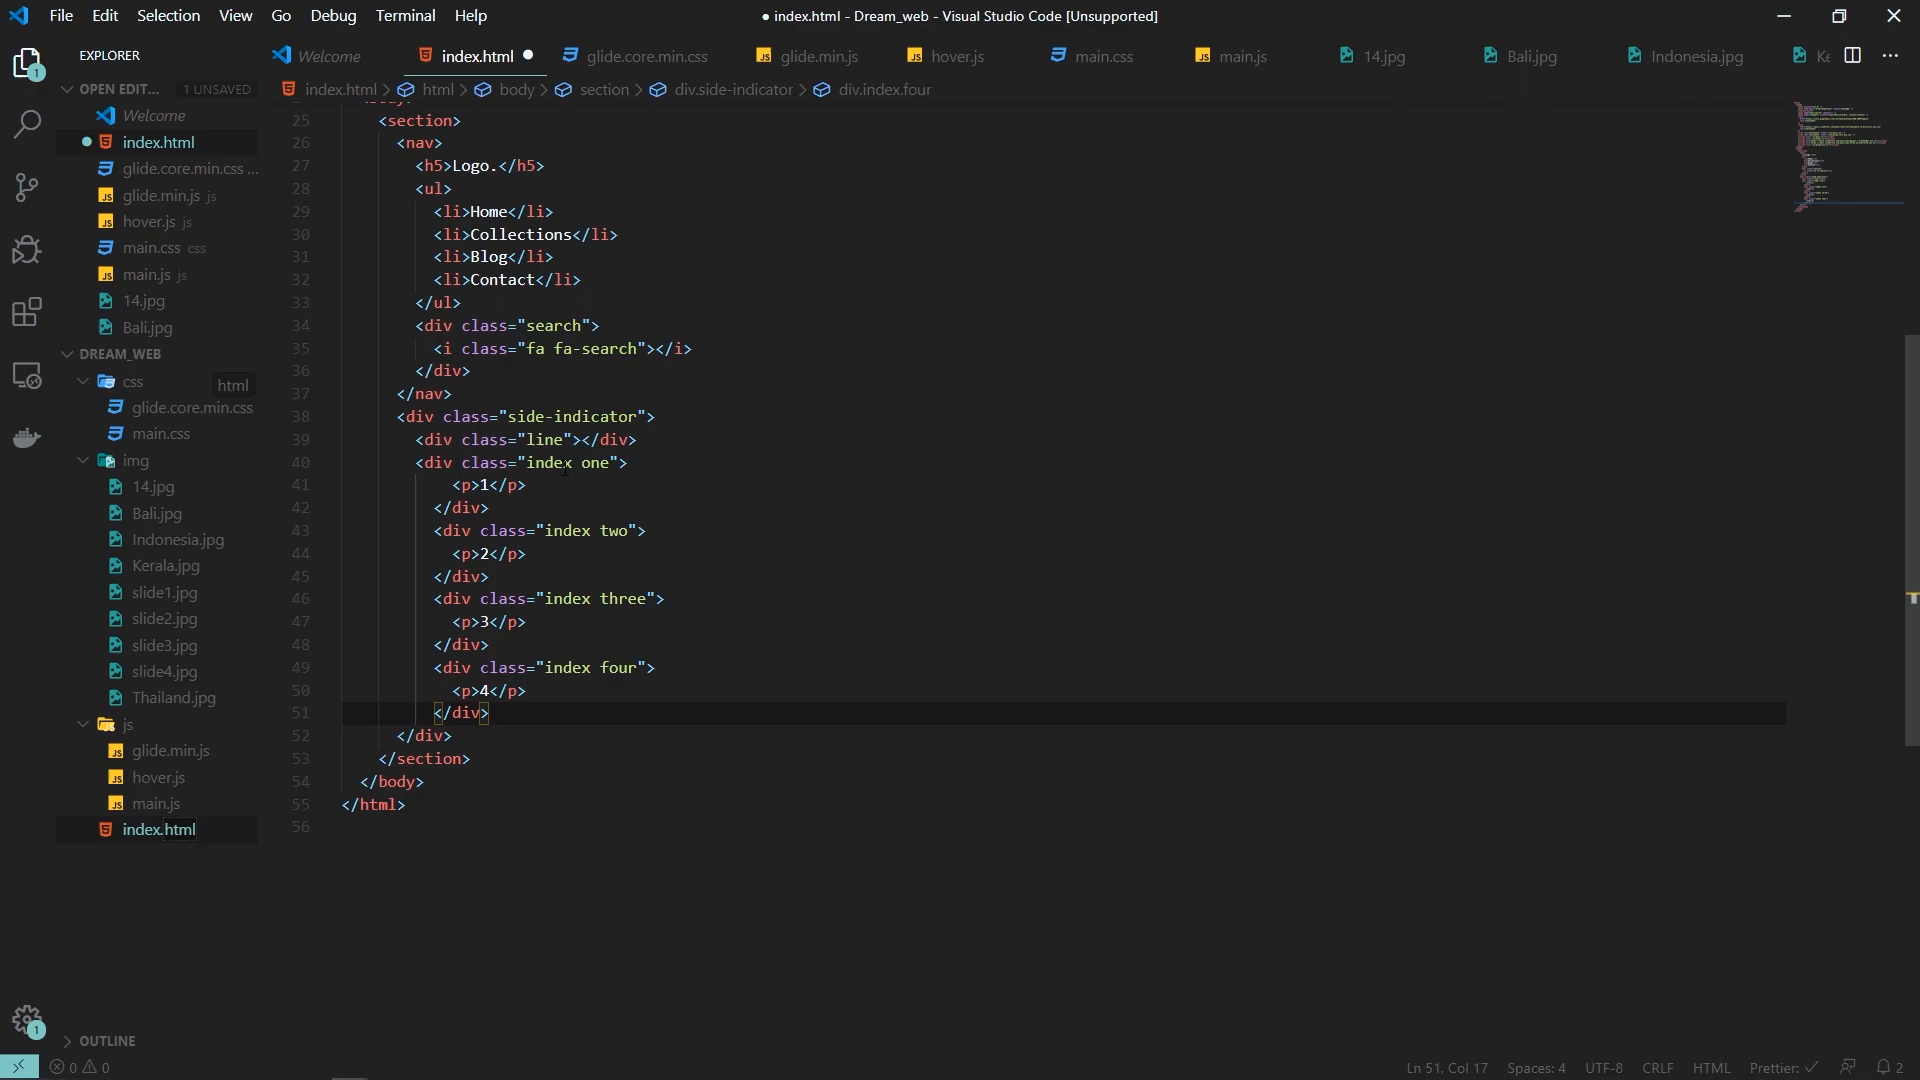 File Edit Selection View Go Debug Terminal Help
● index.html - Dream_web - Visual Studio Code [Unsupported]
1
EXPLORER
OPEN EDIT... 1 UNSAVED
Welcome
index.html
glide.core.min.css ...
glide.min.js js
hover.js js
main.css css
main.js js
14.jpg
Bali.jpg
DREAM_WEB
css
html
glide.core.min.css
main.css
img
14.jpg
Bali.jpg
Indonesia.jpg
Kerala.jpg
slide1.jpg
slide2.jpg
slide3.jpg
slide4.jpg
Thailand.jpg
js
glide.min.js
hover.js
main.js
index.html
OUTLINE
1
Welcome index.html glide.core.min.css glide.min.js hover.js main.css main.js 14.jpg Bali.jpg Indonesia.jpg Ke
index.html > html > body > section > div.side-indicator > div.index.four
25 <section>
26 <nav>
27 <h5>Logo.</h5>
28 <ul>
29 <li>Home</li>
30 <li>Collections</li>
31 <li>Blog</li>
32 <li>Contact</li>
33 </ul>
34 <div class="search">
35 <i class="fa fa-search"></i>
36 </div>
37 </nav>
38 <div class="side-indicator">
39 <div class="line"></div>
40 <div class="index one">
41 <p>1</p>
42 </div>
43 <div class="index two">
44 <p>2</p>
45 </div>
46 <div class="index three">
47 <p>3</p>
48 </div>
49 <div class="index four">
50 <p>4</p>
51 </div>
52 </div>
53 </section>
54 </body>
55 </html>
56
0 0
Ln 51, Col 17 Spaces: 4 UTF-8 CRLF HTML Prettier: ✓ 2